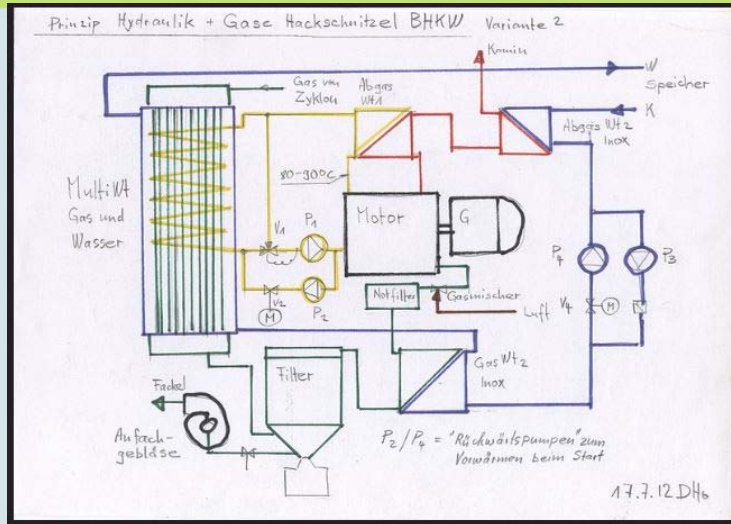 Prinzip Hydraulik + Gase Hackschnitzel BHKW Variante 2
Kamin
W
Speicher
Gas von
Zyklon
Abgas
Wt1
K
Abgas Wt2
Inox
80-90°C
Multi Wt
Gas und
Wasser
V1
P1
Motor
G
P4
P3
V2
M
P2
Notfilter
Gasmischer
Luft
V4
M
Filter
Gas Wt2
Inox
Fackel
Anfach-
gebläse
P2/P4 = "Rückwärtspumpen" zum
Vorwärmen beim Start
17.7.12 DHb